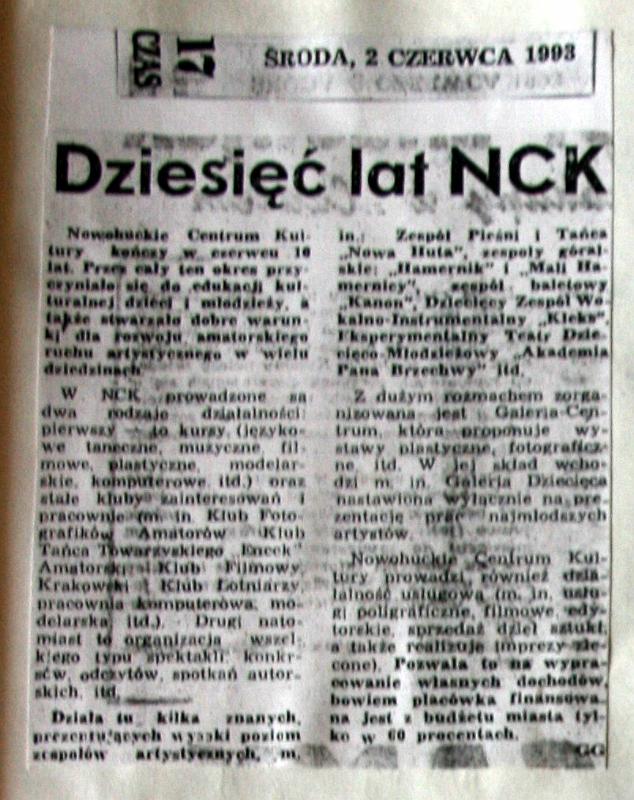 17
CZAS
ŚRODA, 2 CZERWCA 1993
Dziesięć lat NCK
Nowohuckie Centrum Kul-
tury kończy w czerwcu 10
lat. Przez cały ten okres przy-
czyniało się do edukacji kul-
turalnej dzieci i młodzieży, a
także stwarzało dobre warun-
ki dla rozwoju amatorskiego
ruchu artystycznego w wielu
dziedzinach
W NCK prowadzone są
dwa rodzaje działalności:
pierwszy — to kursy, (języko-
we taneczne, muzyczne, fil-
mowe, plastyczne, modelar-
skie, komputerowe itd.) oraz
stałe kluby zainteresowań i
pracownie (m. in. Klub Foto-
grafików Amatorów Klub
Tańca Towarzyskiego
Amatorski Klub Filmowy,
Krakowski Klub Lotniarzy,
pracownia komputerowa, mo-
delarska itd.). Drugi nato-
miast to organizacja wszel-
kiego typu spektakli, konkur-
sów, odczytów, spotkań autor-
skich, itd.
Działa tu kilka znanych,
prezentujących wysoki poziom
zespołów artystycznych, m.
in.: Zespół Pieśni i Tańca
„Nowa Huta", zespoły góral-
skie: „Hamernik" i „Mali Ha-
mernicy", zespół baletowy
„Kanon", Dziecięcy Zespół Wo-
kalno-Instrumentalny „Kleks",
Eksperymentalny Teatr Dzie-
cięco-Młodzieżowy „Akademia
Pana Brzechwy" itd.
Z dużym rozmachem zorga-
nizowana jest Galeria-Cen-
trum, która proponuje wy-
stawy plastyczne, fotograficz-
ne, itd. W jej skład wcho-
dzi m. in. Galeria Dziecięca
nastawiona wyłącznie na pre-
zentację prac najmłodszych
artystów.
Nowohuckie Centrum Kul-
tury prowadzi również dzia-
łalność usługową (m. in. usłu-
gi poligraficzne, filmowe, edy-
torskie, sprzedaż dzieł sztuki,
a także realizuje imprezy zle-
cone). Pozwala to na wypra-
cowanie własnych dochodów,
bowiem placówka finansowa-
na jest z budżetu miasta tyl-
ko w 60 procentach.
GG